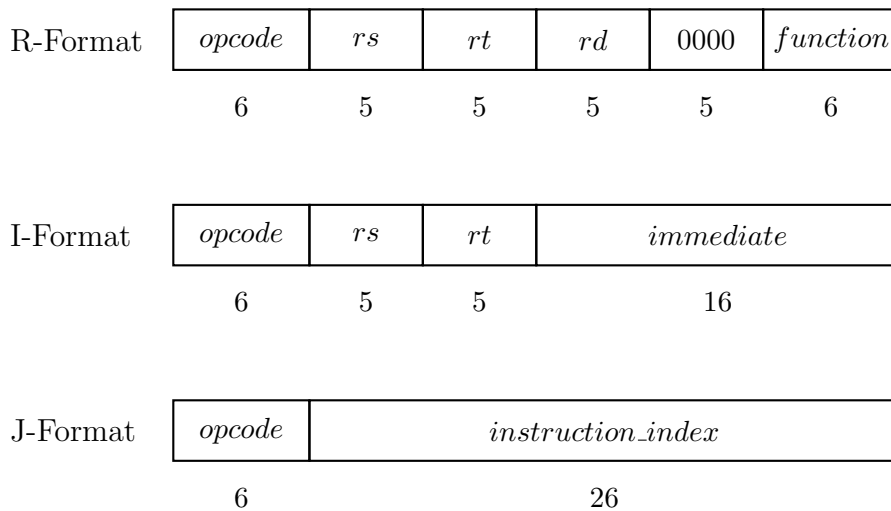 R-Format opcode rs rt rd 0000 function
6 5 5 5 5 6
I-Format opcode rs rt immediate
6 5 5 16
J-Format opcode instruction_index
6 26